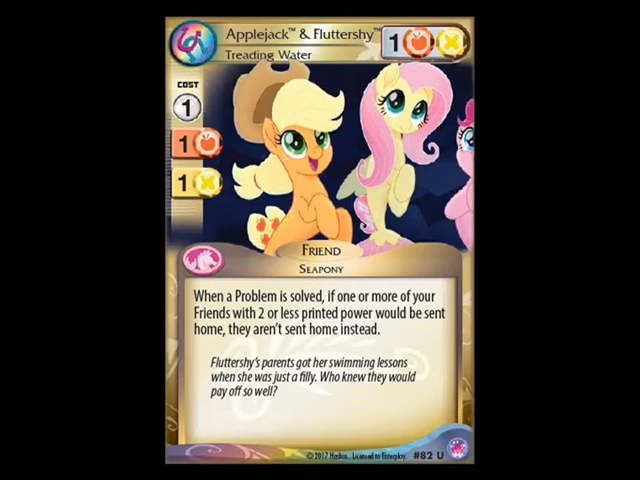 Applejack™ & Fluttershy™
Treading Water
1
COST
1
1
1
FRIEND
SEAPONY
When a Problem is solved, if one or more of your
Friends with 2 or less printed power would be sent
home, they aren't sent home instead.
Fluttershy's parents got her swimming lessons
when she was just a filly. Who knew they would
pay off so well?
© 2017 Hasbro. Licensed to Enterplay. #82 U